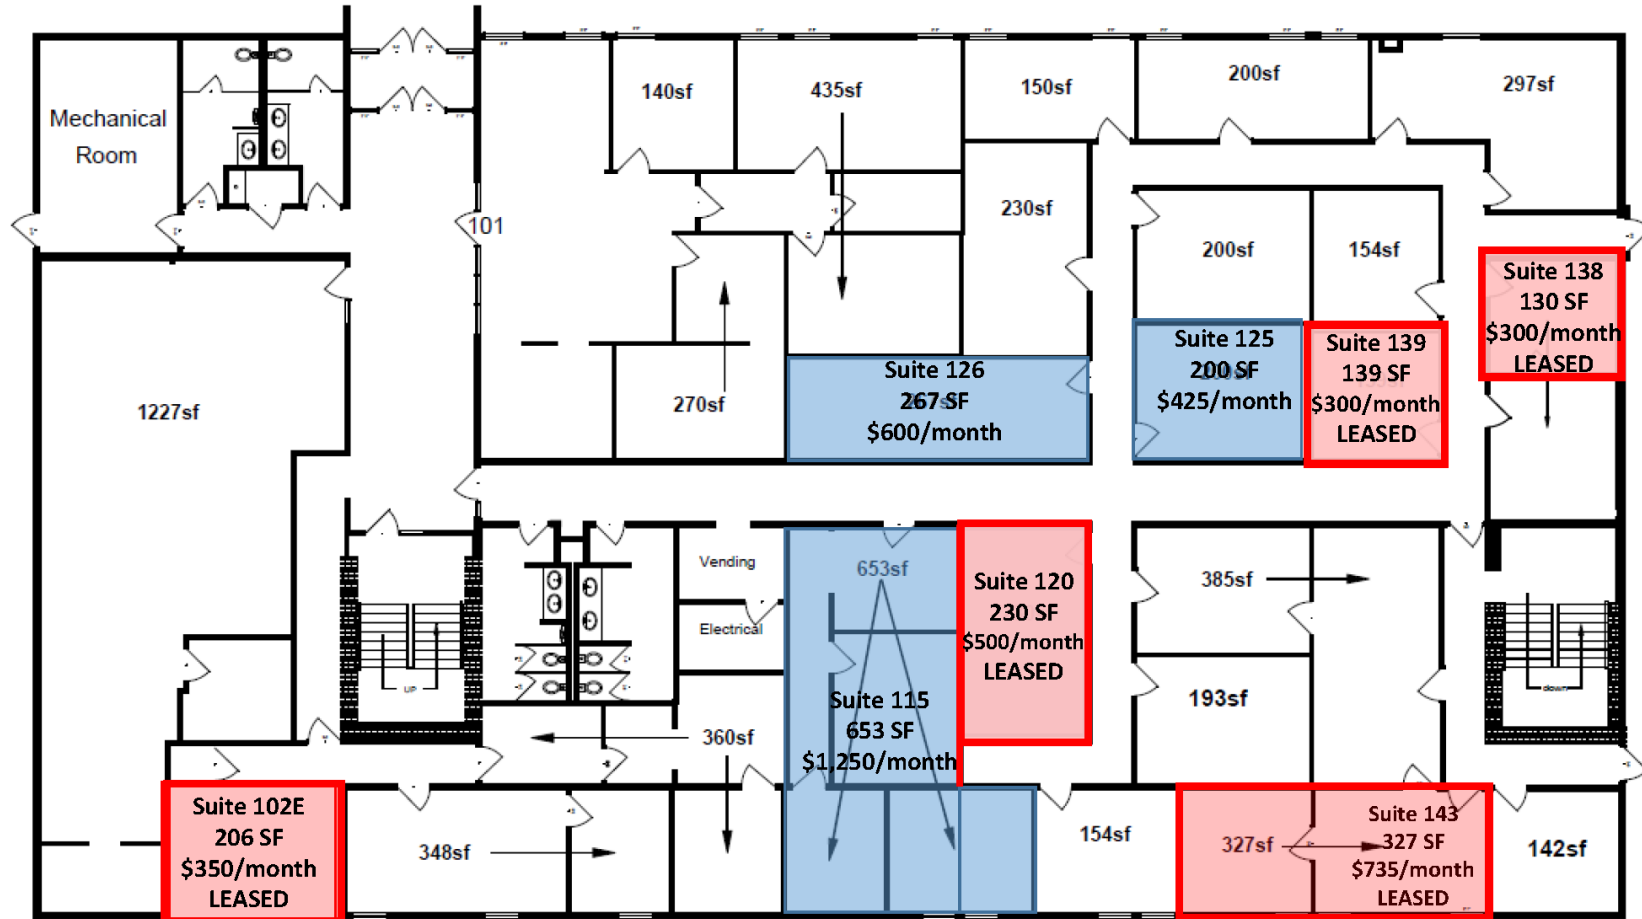 Mechanical
Room
140sf
435sf
150sf
200sf
297sf
101
230sf
200sf
154sf
1227sf
270sf
Suite 126
267 SF
$600/month
Suite 125
200 SF
$425/month
Suite 139
139 SF
$300/month
LEASED
Suite 138
130 SF
$300/month
LEASED
Vending
Electrical
653sf
Suite 115
653 SF
$1,250/month
Suite 120
230 SF
$500/month
LEASED
385sf
193sf
UP
down
360sf
Suite 102E
206 SF
$350/month
LEASED
348sf
154sf
327sf
Suite 143
327 SF
$735/month
LEASED
142sf